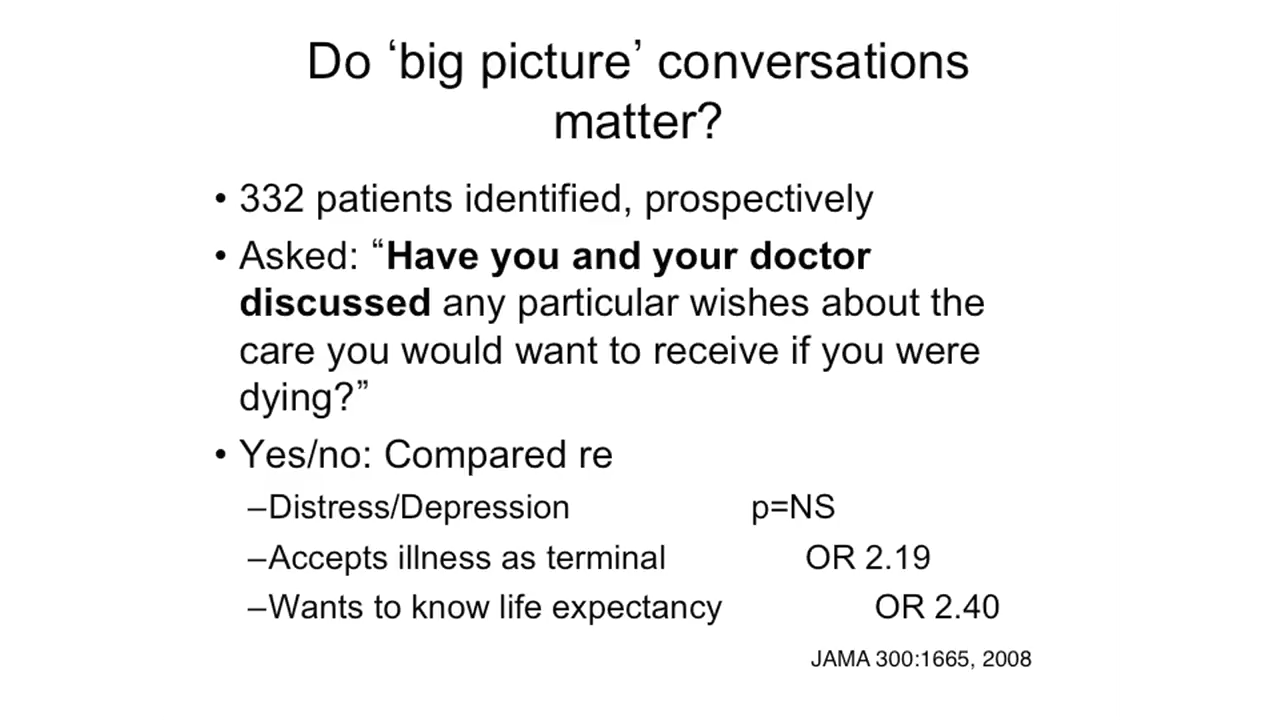 Do ‘big picture’ conversations
matter?
• 332 patients identified, prospectively
• Asked: “Have you and your doctor
discussed any particular wishes about the
care you would want to receive if you were
dying?”
• Yes/no: Compared re
–Distress/Depression p=NS
–Accepts illness as terminal OR 2.19
–Wants to know life expectancy OR 2.40
JAMA 300:1665, 2008